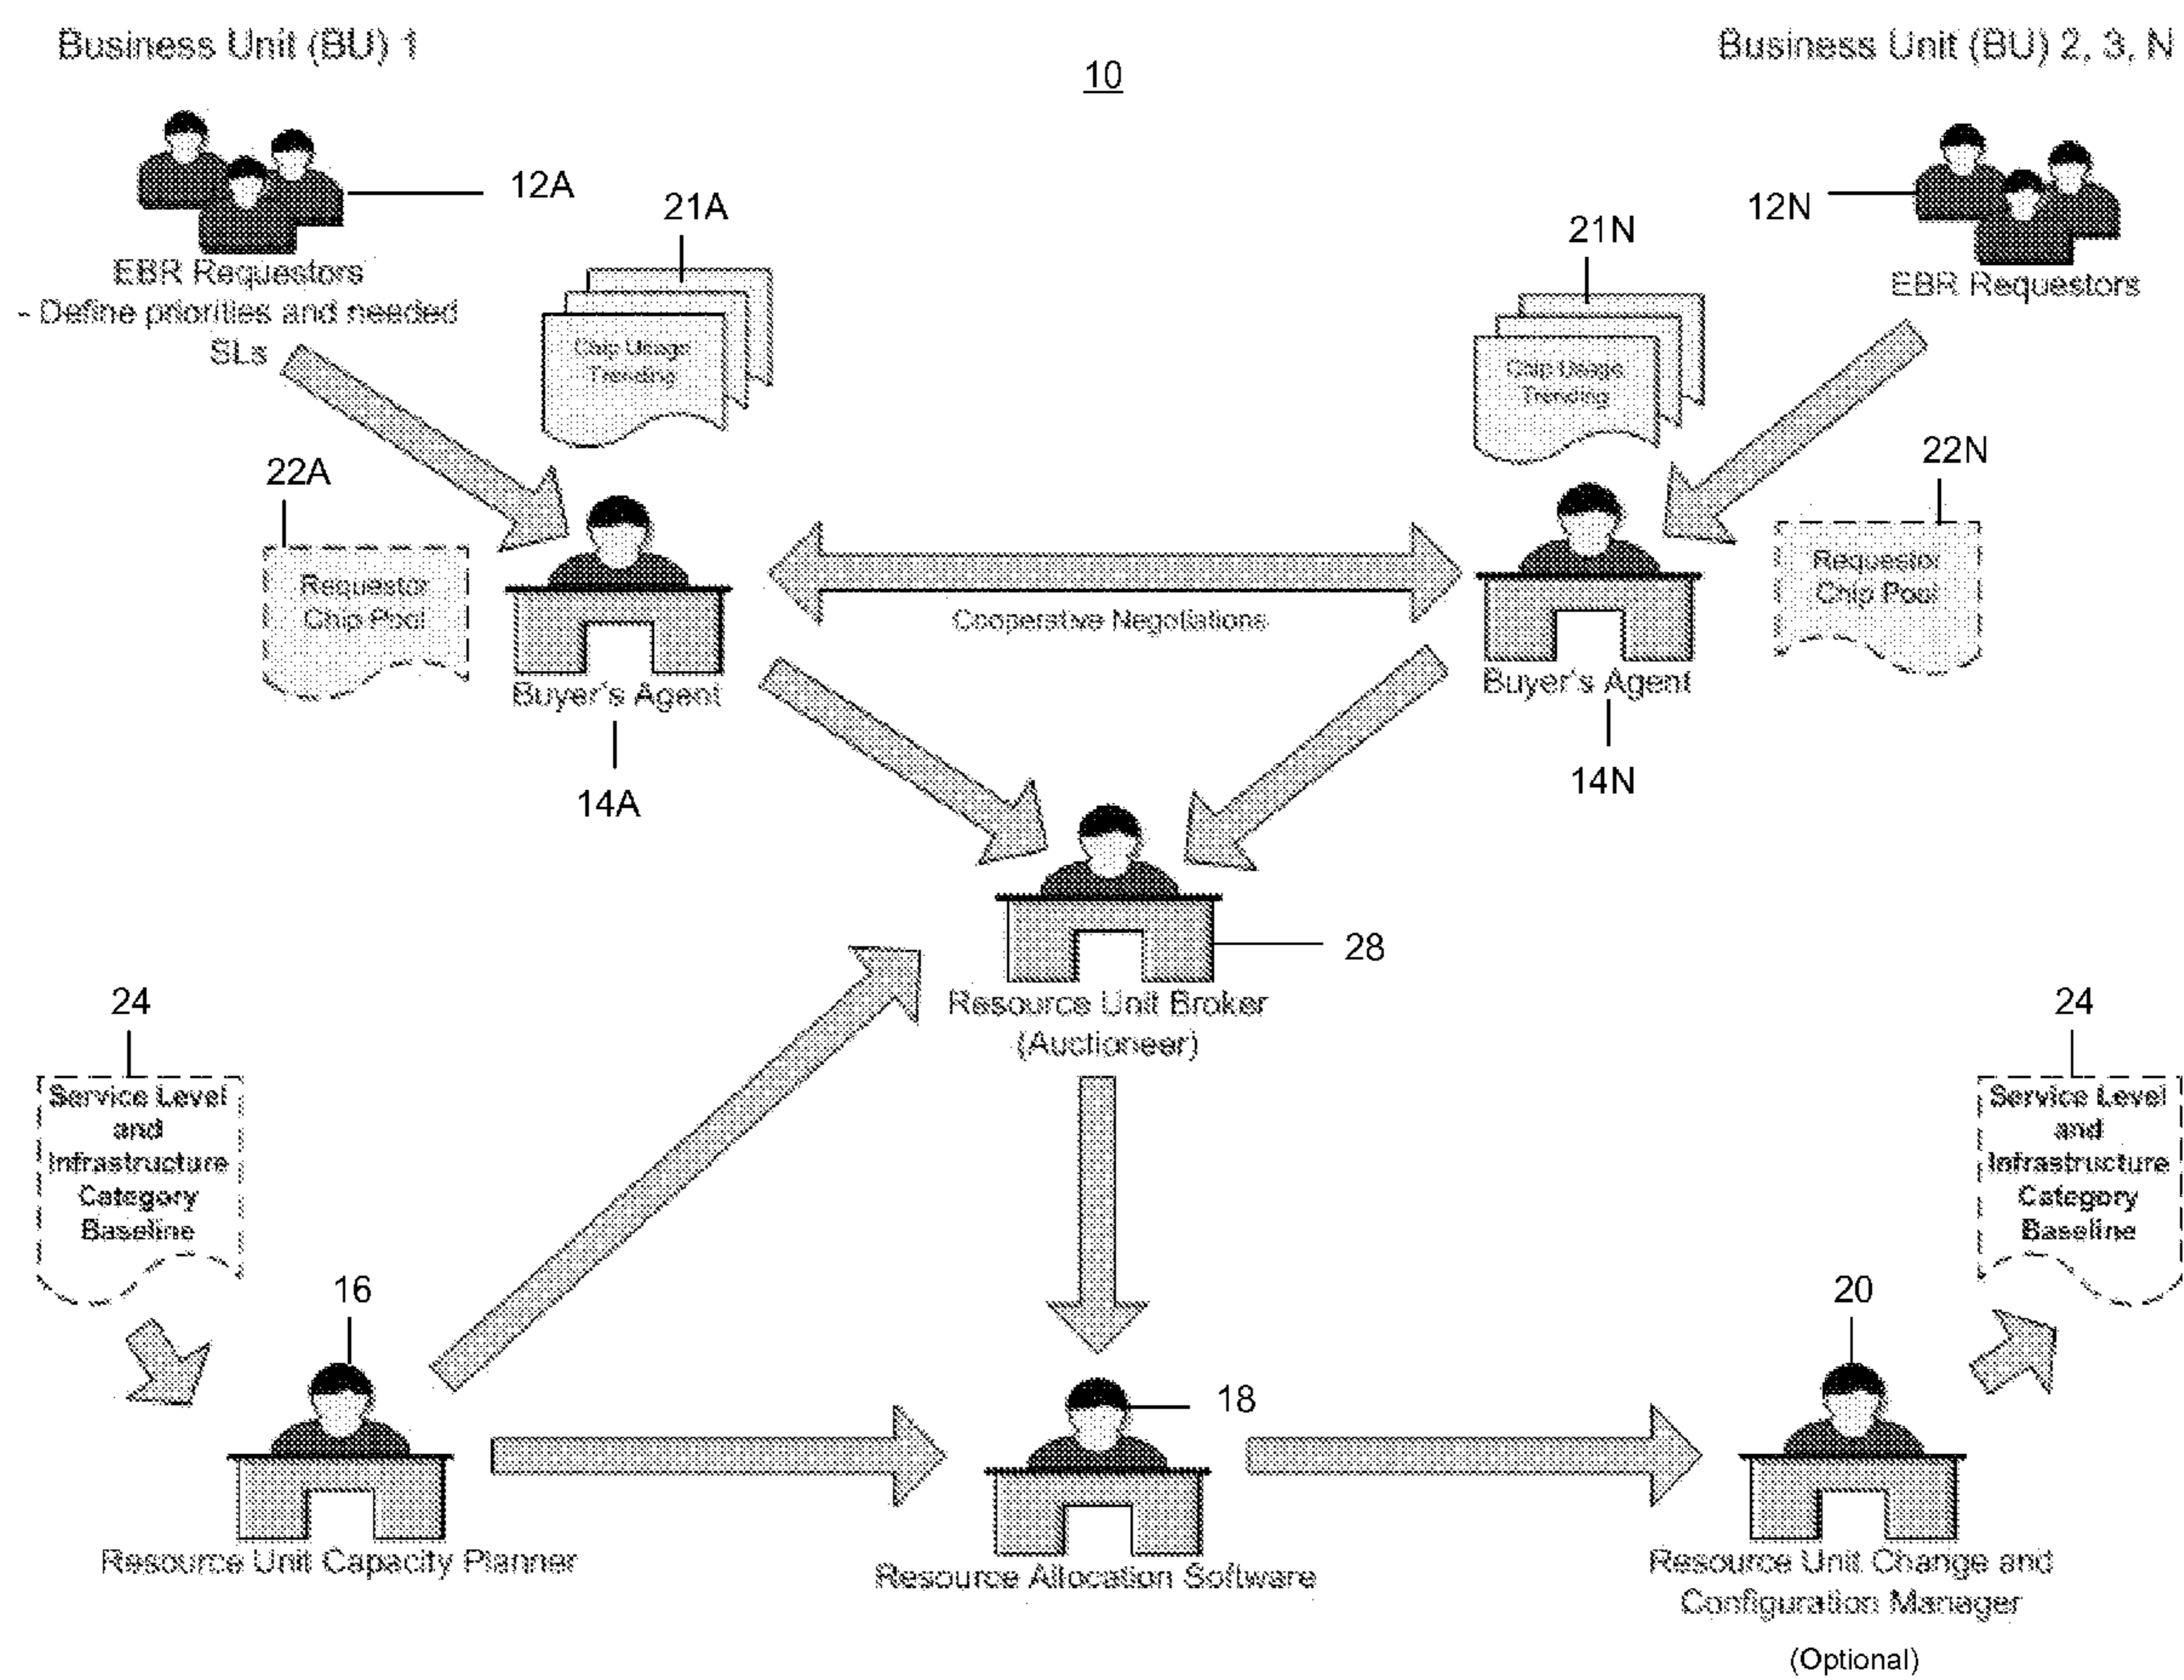 Business Unit (BU) 1
Business Unit (BU) 2, 3, N
10
12A
12N
21A
21N
EBR Requestors
- Define priorities and needed
SLs
EBR Requestors
Chip Usage
Trending
Chip Usage
Trending
22A
22N
Requestor
Chip Pool
Requestor
Chip Pool
Cooperative Negotiations
Buyer's Agent
Buyer's Agent
14A
14N
28
Resource Unit Broker
(Auctioneer)
24
24
Service Level
and
Infrastructure
Category
Baseline
Service Level
and
Infrastructure
Category
Baseline
16
18
20
Resource Unit Capacity Planner
Resource Allocation Software
Resource Unit Change and
Configuration Manager
(Optional)